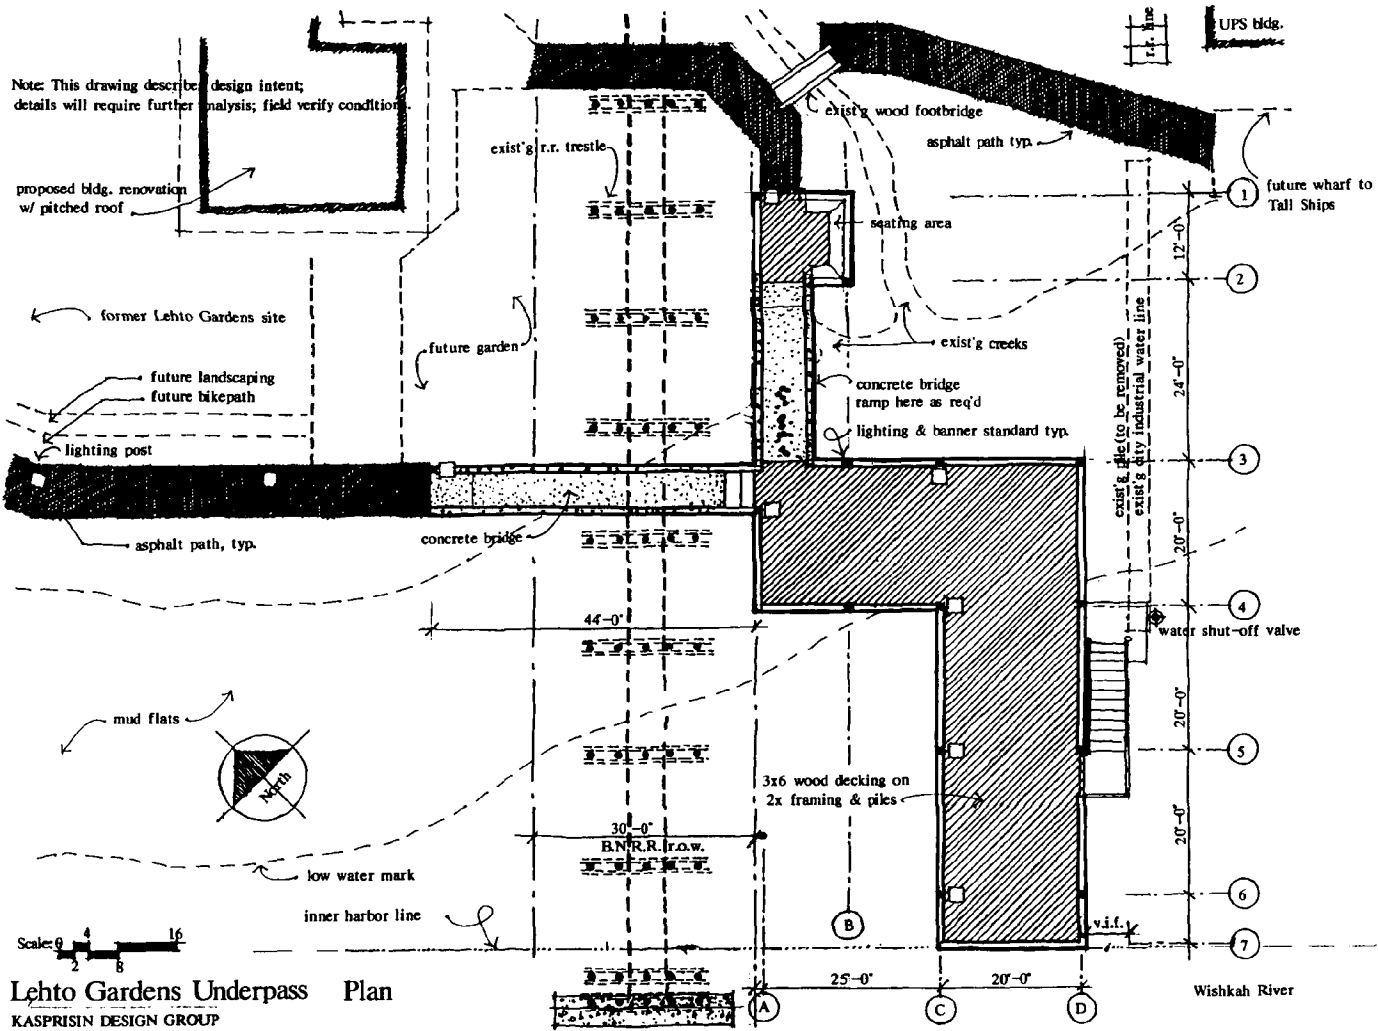 r.r. line
UPS bldg.
Note: This drawing describes design intent;
details will require further analysis; field verify conditions.
exist'g wood footbridge
asphalt path typ.
exist'g r.r. trestle
proposed bldg. renovation
w/ pitched roof
future wharf to
Tall Ships
1
seating area
12'-0"
2
former Lehto Gardens site
future garden
exist'g creeks
future landscaping
future bikepath
concrete bridge
ramp here as req'd
24'-0"
exist'g pile (to be removed)
exist'g city industrial water line
lighting post
lighting & banner standard typ.
3
asphalt path, typ.
concrete bridge
20'-0"
4
44'-0"
water shut-off valve
mud flats
20'-0"
5
North
3x6 wood decking on
2x framing & piles
30'-0"
B.N.R.R. r.o.w.
20'-0"
low water mark
6
inner harbor line
B
v.i.f.
7
Scale: 0 4 16
2 8
25'-0"
20'-0"
A
C
D
Wishkah River
Lehto Gardens Underpass Plan
KASPRISIN DESIGN GROUP